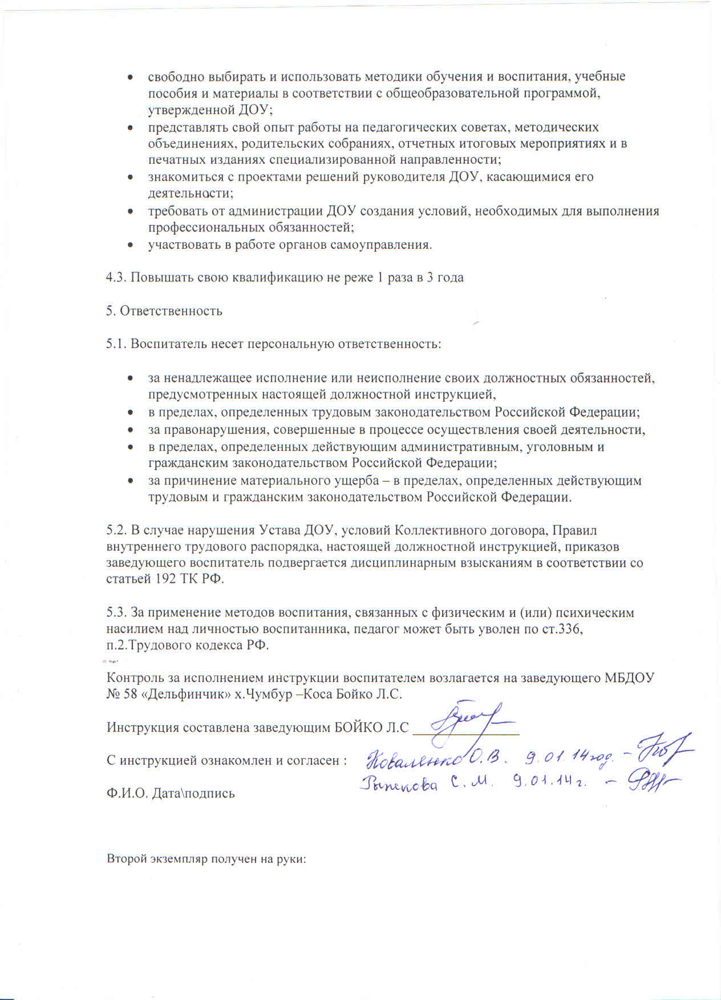 • свободно выбирать и использовать методики обучения и воспитания, учебные
пособия и материалы в соответствии с общеобразовательной программой,
утвержденной ДОУ;
• представлять свой опыт работы на педагогических советах, методических
объединениях, родительских собраниях, отчетных итоговых мероприятиях и в
печатных изданиях специализированной направленности;
• знакомиться с проектами решений руководителя ДОУ, касающимися его
деятельности;
• требовать от администрации ДОУ создания условий, необходимых для выполнения
профессиональных обязанностей;
• участвовать в работе органов самоуправления.
4.3. Повышать свою квалификацию не реже 1 раза в 3 года
5. Ответственность
5.1. Воспитатель несет персональную ответственность:
• за ненадлежащее исполнение или неисполнение своих должностных обязанностей,
предусмотренных настоящей должностной инструкцией,
• в пределах, определенных трудовым законодательством Российской Федерации;
• за правонарушения, совершенные в процессе осуществления своей деятельности,
• в пределах, определенных действующим административным, уголовным и
гражданским законодательством Российской Федерации;
• за причинение материального ущерба – в пределах, определенных действующим
трудовым и гражданским законодательством Российской Федерации.
5.2. В случае нарушения Устава ДОУ, условий Коллективного договора, Правил
внутреннего трудового распорядка, настоящей должностной инструкцией, приказов
заведующего воспитатель подвергается дисциплинарным взысканиям в соответствии со
статьей 192 ТК РФ.
5.3. За применение методов воспитания, связанных с физическим и (или) психическим
насилием над личностью воспитанника, педагог может быть уволен по ст.336,
п.2.Трудового кодекса РФ.
Контроль за исполнением инструкции воспитателем возлагается на заведующего МБДОУ
№ 58 «Дельфинчик» х.Чумбур –Коса Бойко Л.С.
Инструкция составлена заведующим БОЙКО Л.С _______________
С инструкцией ознакомлен и согласен : Коваленко О.В. 9.01.14год. –
С.М. 9.01.14г. –
Ф.И.О. Дата\подпись
Второй экземпляр получен на руки: